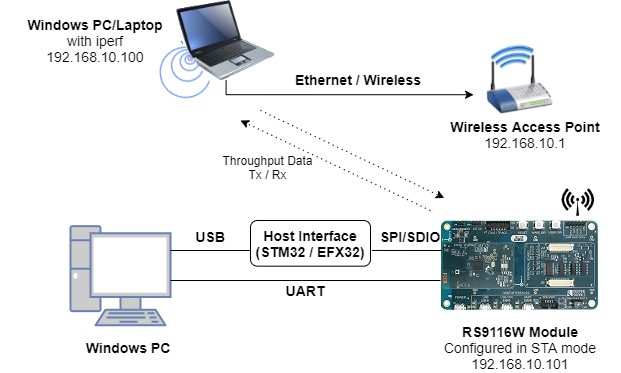 Windows PC/Laptop
with iperf
192.168.10.100
Ethernet / Wireless
Wireless Access Point
192.168.10.1
Throughput Data
Tx / Rx
USB
Host Interface
(STM32 / EFX32)
SPI/SDIO
UART
Windows PC
RS9116W Module
Configured in STA mode
192.168.10.101